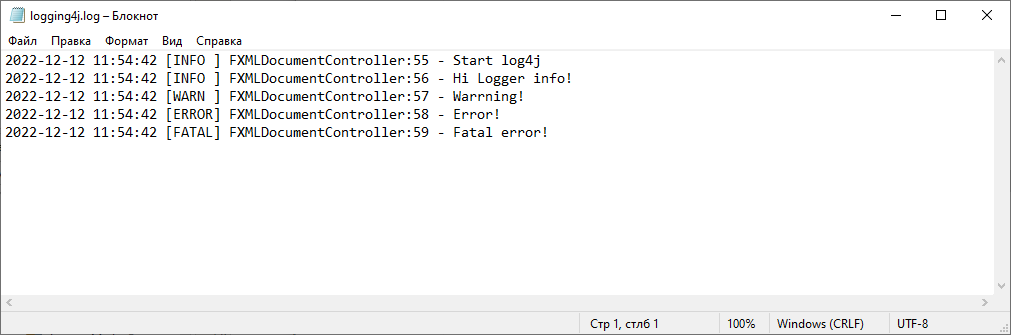 logging4j.log – Блокнот
Файл Правка Формат Вид Справка
2022-12-12 11:54:42 [INFO ] FXMLDocumentController:55 - Start log4j
2022-12-12 11:54:42 [INFO ] FXMLDocumentController:56 - Hi Logger info!
2022-12-12 11:54:42 [WARN ] FXMLDocumentController:57 - Warrning!
2022-12-12 11:54:42 [ERROR] FXMLDocumentController:58 - Error!
2022-12-12 11:54:42 [FATAL] FXMLDocumentController:59 - Fatal error!
Стр 1, стлб 1 100% Windows (CRLF) UTF-8